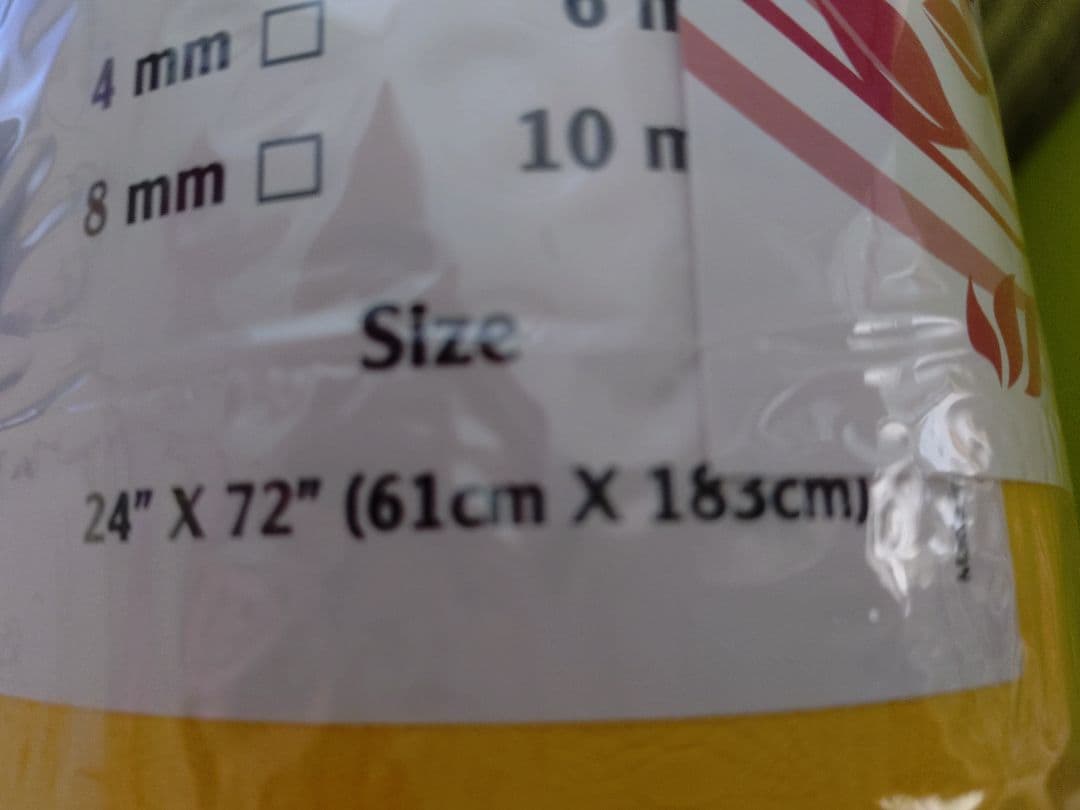 4 mm □
8 mm □
10 m
Size
24" X 72" (61cm X 183cm)